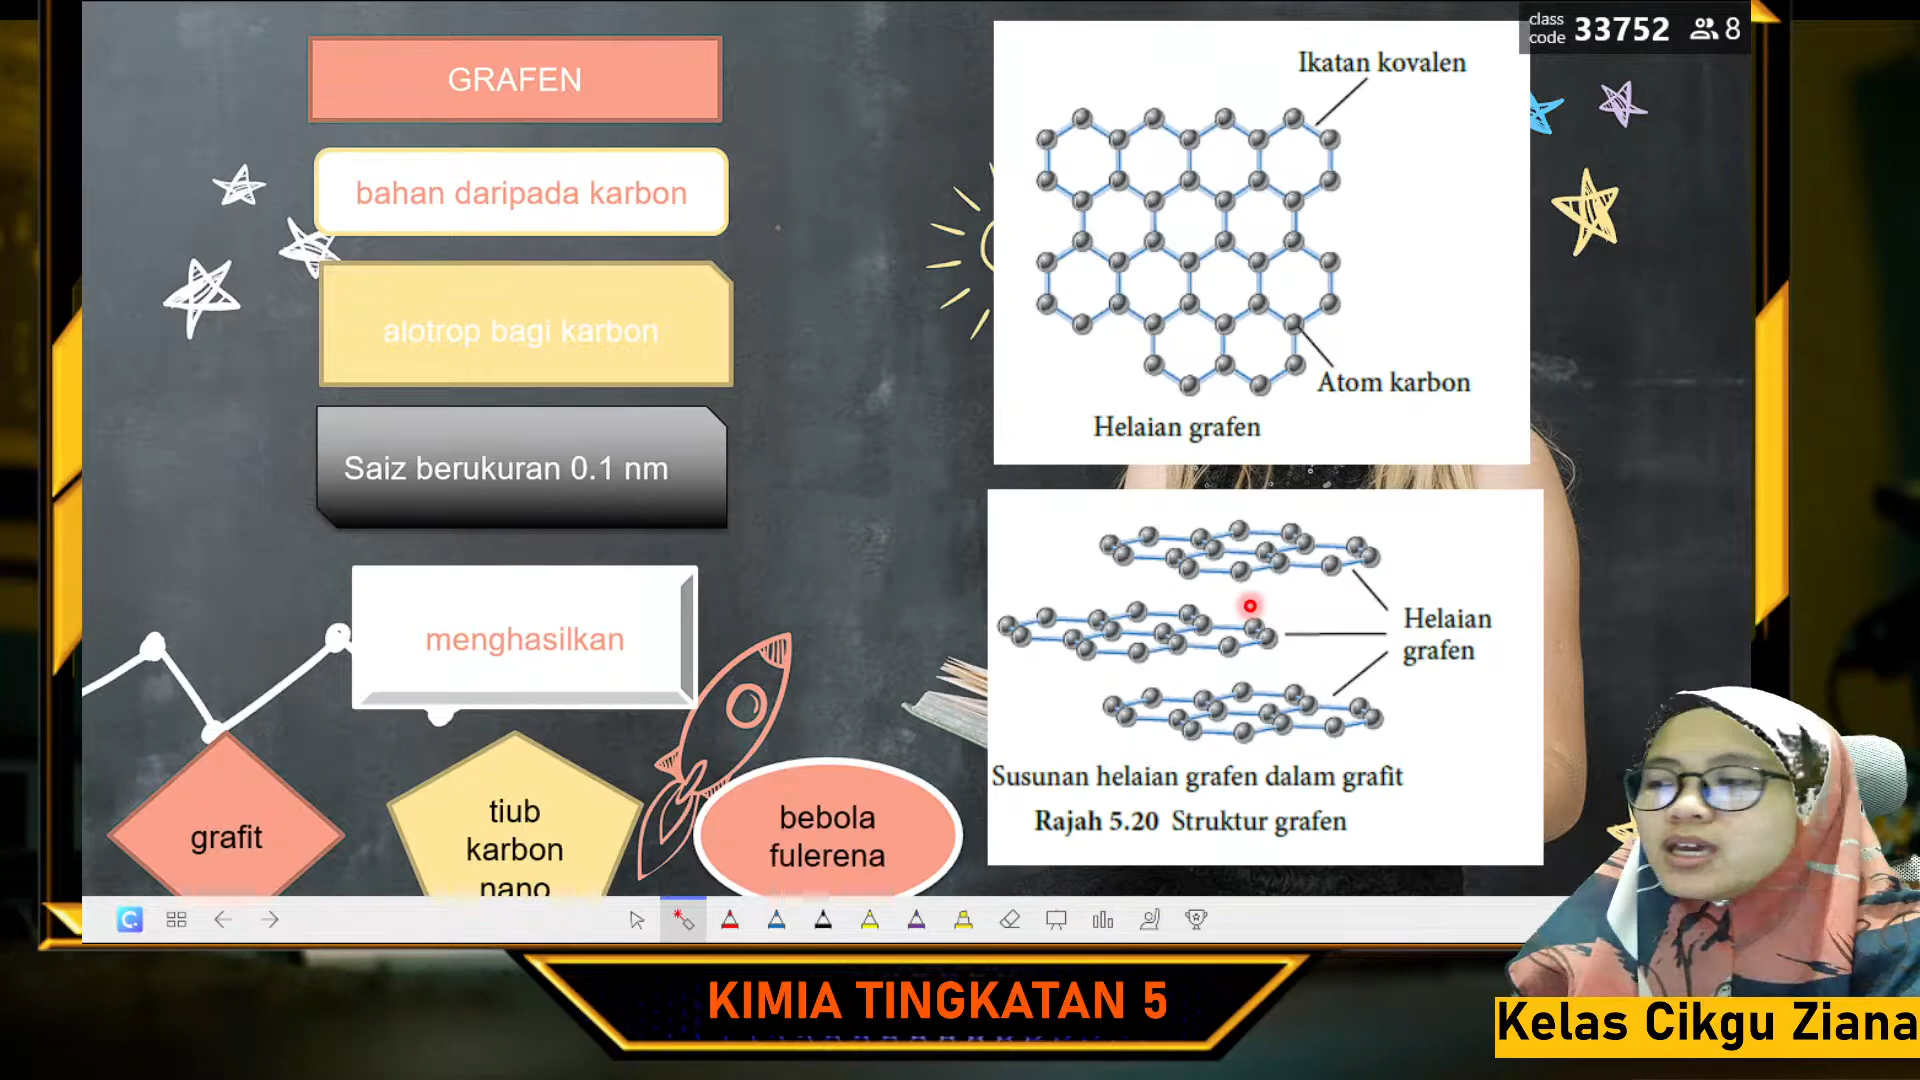 class
code 33752 8
GRAFEN
bahan daripada karbon
alotrop bagi karbon
Saiz berukuran 0.1 nm
menghasilkan
grafit
tiub
karbon
nano
bebola
fulerena
Ikatan kovalen
Atom karbon
Helaian grafen
Helaian
grafen
Susunan helaian grafen dalam grafit
Rajah 5.20 Struktur grafen
KIMIA TINGKATAN 5
Kelas Cikgu Ziana